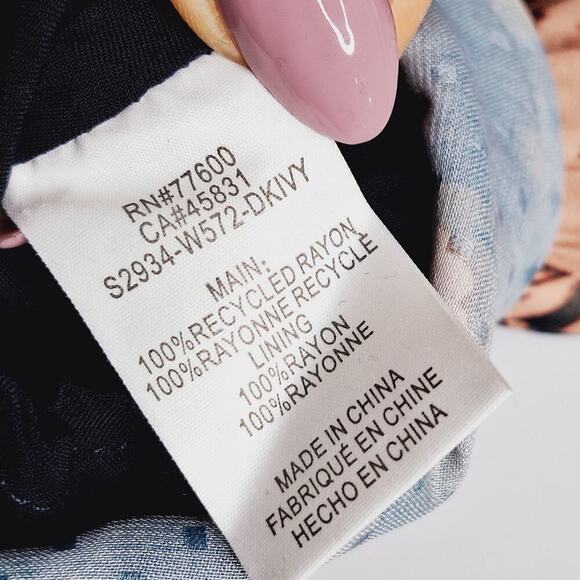 RN#77600
CA#45831
S2934-W572-DKIVY
MAIN:
100%RECYCLED RAYON
100%RAYONNE RECYCLÉ
LINING
100%RAYON
100%RAYONNE
MADE IN CHINA
FABRIQUÉ EN CHINE
HECHO EN CHINA